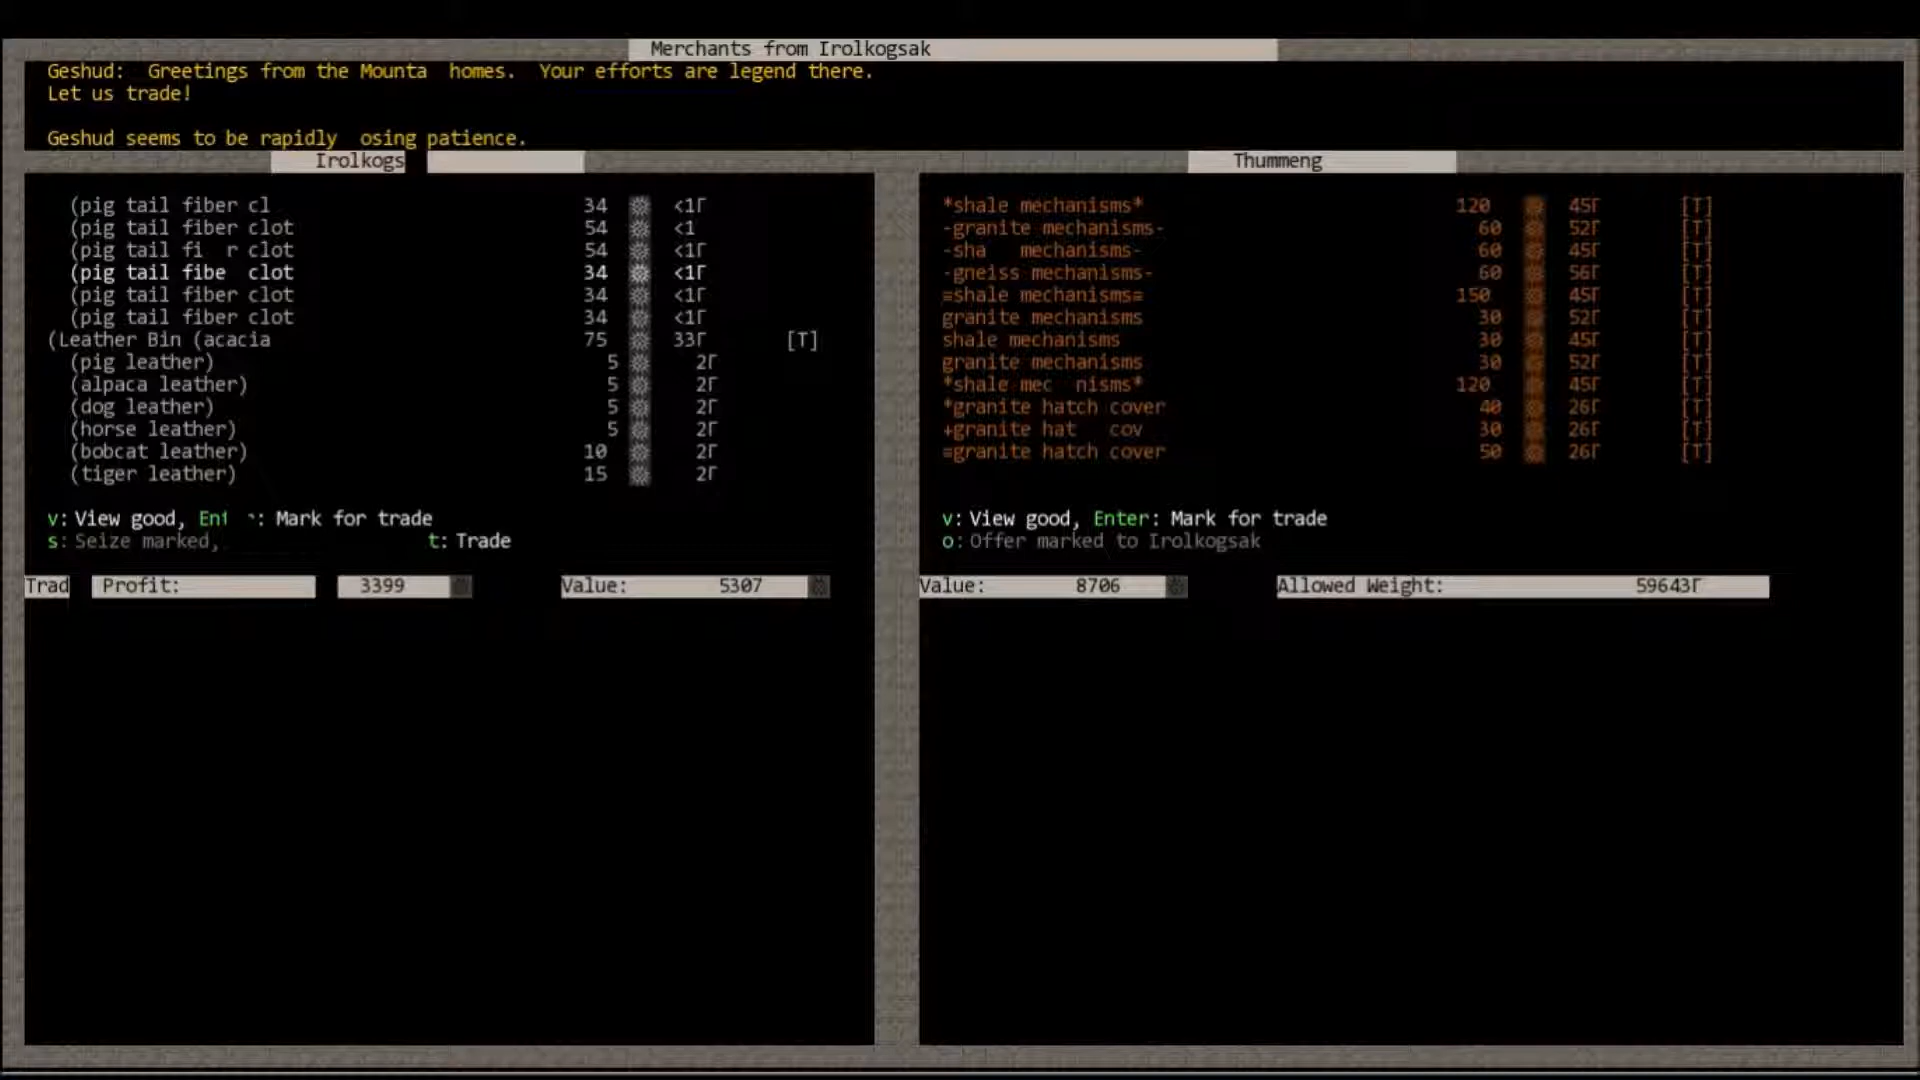 Merchants from Irolkogsak
Geshud: Greetings from the Mounta homes. Your efforts are legend there.
Let us trade!
Geshud seems to be rapidly osing patience.
Irolkogs
(pig tail fiber cl 34☼ <1Γ
(pig tail fiber clot 54☼ <1
(pig tail fi r clot 54☼ <1Γ
(pig tail fibe clot 34☼ <1Γ
(pig tail fiber clot 34☼ <1Γ
(pig tail fiber clot 34☼ <1Γ
(Leather Bin (acacia 75☼ 33Γ [T]
(pig leather) 5☼ 2Γ
(alpaca leather) 5☼ 2Γ
(dog leather) 5☼ 2Γ
(horse leather) 5☼ 2Γ
(bobcat leather) 10☼ 2Γ
(tiger leather) 15☼ 2Γ
v: View good, Ent : Mark for trade
s: Seize marked, t: Trade
Trad Profit: 3399☼ Value: 5307☼
Thummeng
*shale mechanisms* 120☼ 45Γ [T]
-granite mechanisms- 60☼ 52Γ [T]
-sha mechanisms- 60☼ 45Γ [T]
-gneiss mechanisms- 60☼ 56Γ [T]
≡shale mechanisms≡ 150☼ 45Γ [T]
granite mechanisms 30☼ 52Γ [T]
shale mechanisms 30☼ 45Γ [T]
granite mechanisms 30☼ 52Γ [T]
*shale mec nisms* 120☼ 45Γ [T]
*granite hatch cover 40☼ 26Γ [T]
+granite hat cov 30☼ 26Γ [T]
≡granite hatch cover 50☼ 26Γ [T]
v: View good, Enter: Mark for trade
o: Offer marked to Irolkogsak
Value: 8706☼ Allowed Weight: 59643Γ